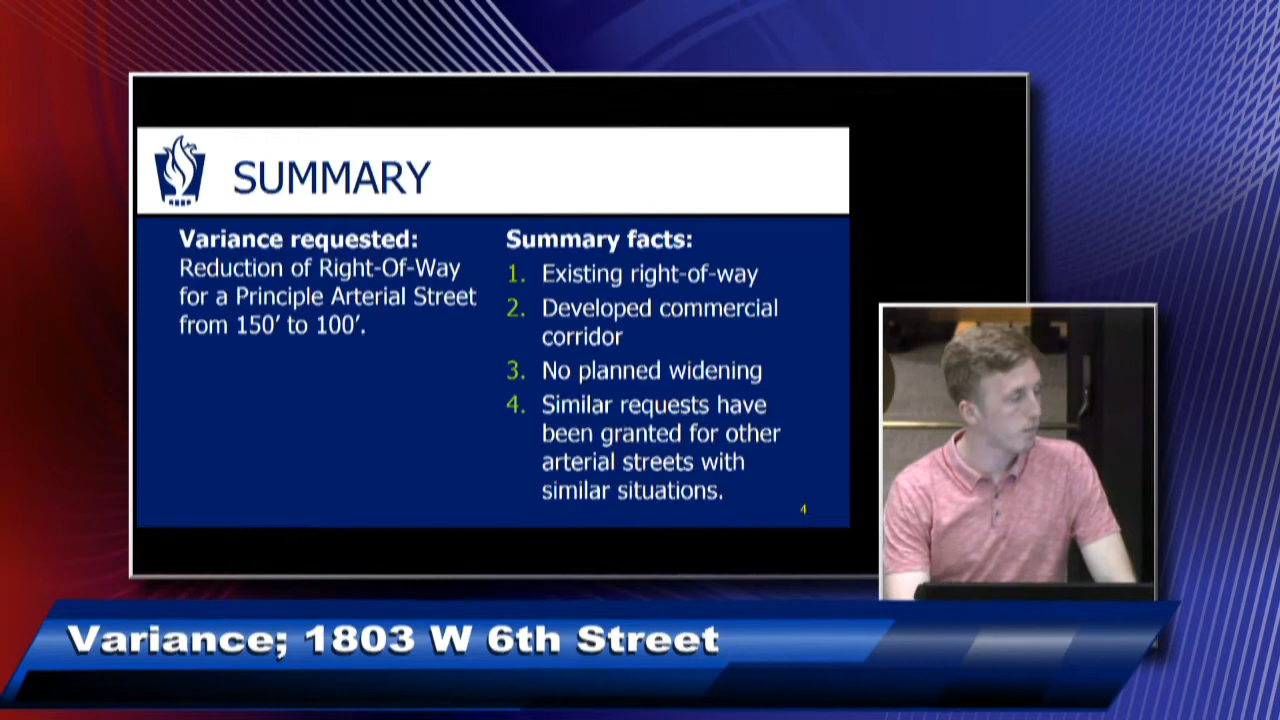 SUMMARY
Variance requested:
Reduction of Right-Of-Way
for a Principle Arterial Street
from 150’ to 100’.
Summary facts:
1. Existing right-of-way
2. Developed commercial
corridor
3. No planned widening
4. Similar requests have
been granted for other
arterial streets with
similar situations.
4
Variance; 1803 W 6th Street